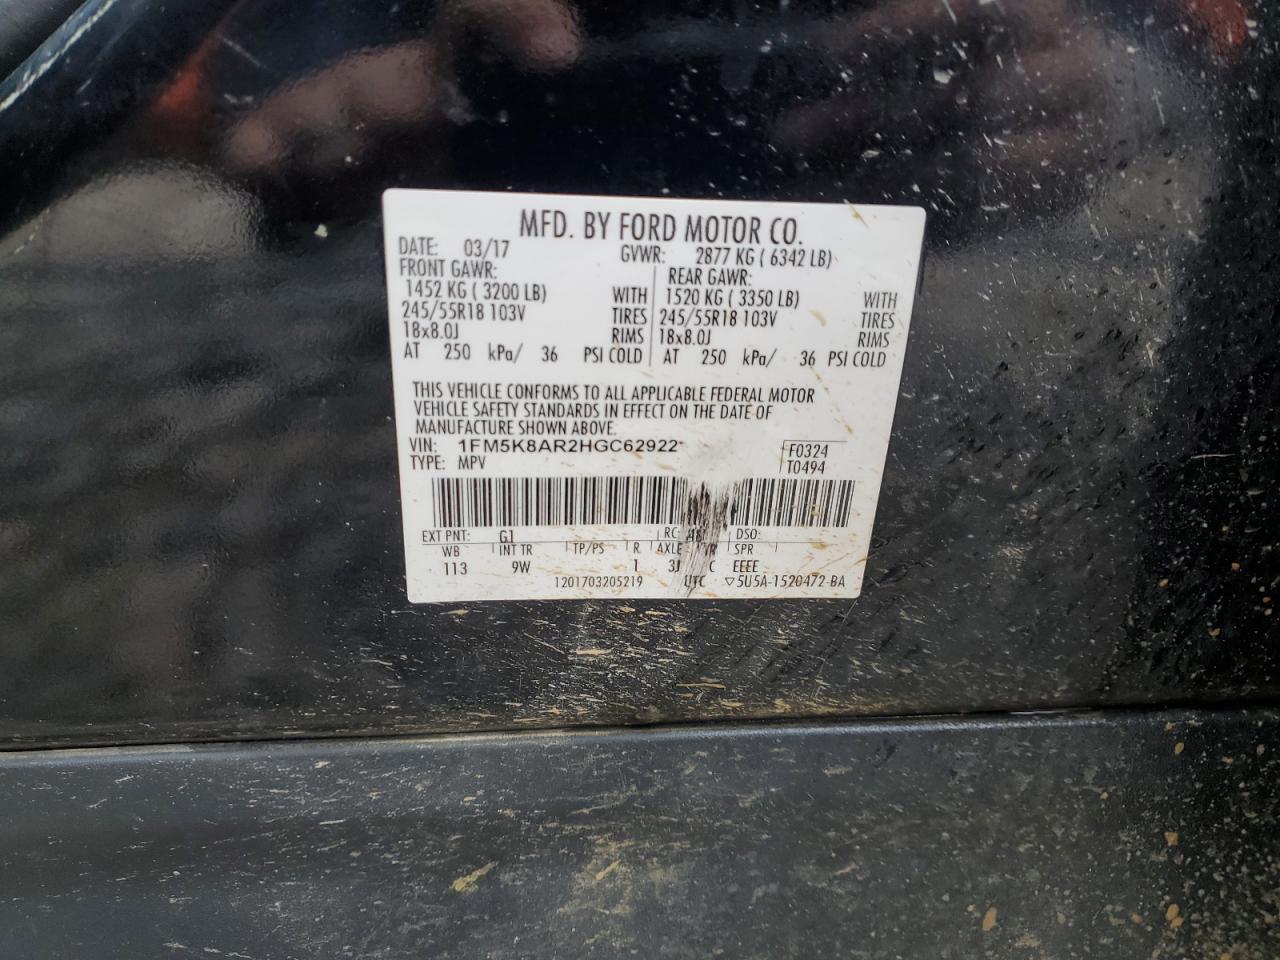 MFD. BY FORD MOTOR CO.
DATE: 03/17 GVWR: 2877 KG ( 6342 LB)
FRONT GAWR: REAR GAWR:
1452 KG ( 3200 LB) WITH 1520 KG ( 3350 LB) WITH
245/55R18 103V TIRES 245/55R18 103V TIRES
18x8.0J RIMS 18x8.0J RIMS
AT 250 kPa/ 36 PSI COLD AT 250 kPa/ 36 PSI COLD
THIS VEHICLE CONFORMS TO ALL APPLICABLE FEDERAL MOTOR
VEHICLE SAFETY STANDARDS IN EFFECT ON THE DATE OF
MANUFACTURE SHOWN ABOVE.
VIN: 1FM5K8AR2HGC62922 F0324
TYPE: MPV T0494
EXT PNT: G1 RC: DSO:
WB INT TR TP/PS R AXLE SPR
113 9W 1 EEEE
1201703205219 UTC ▽5U5A-1520472-BA